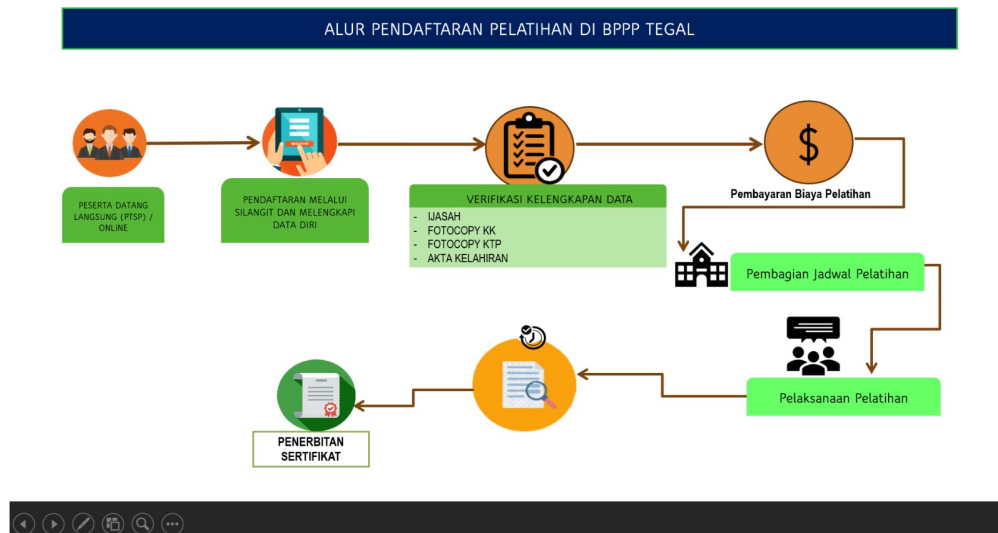 ALUR PENDAFTARAN PELATIHAN DI BPPP TEGAL
PESERTA DATANG
LANGSUNG (PTSP) /
ONLINE
REGISTER
PENDAFTARAN MELALUI
SILANGIT DAN MELENGKAPI
DATA DIRI
VERIFIKASI KELENGKAPAN DATA
- IJASAH
- FOTOCOPY KK
- FOTOCOPY KTP
- AKTA KELAHIRAN
$
Pembayaran Biaya Pelatihan
Pembagian Jadwal Pelatihan
Pelaksanaan Pelatihan
PENERBITAN
SERTIFIKAT